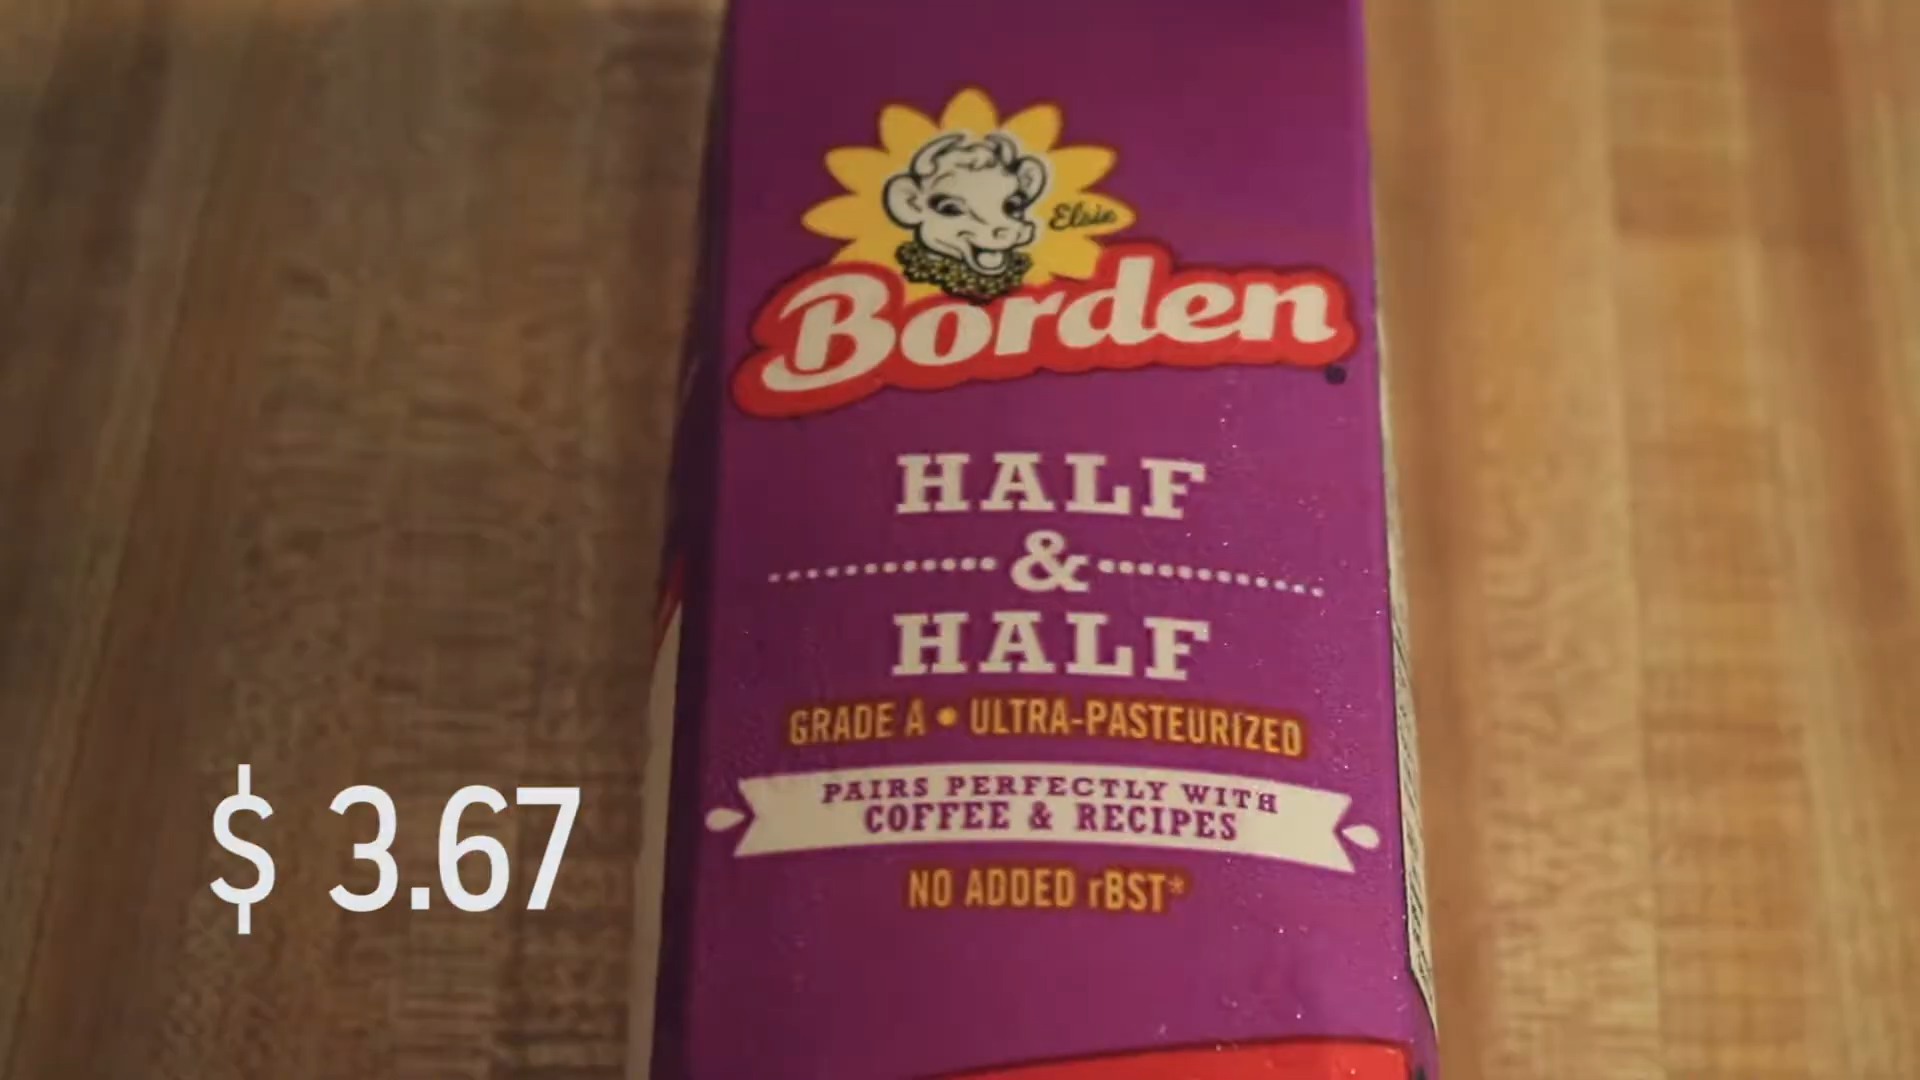 Elsie
Borden
HALF
&
HALF
GRADE A • ULTRA-PASTEURIZED
PAIRS PERFECTLY WITH
COFFEE & RECIPES
NO ADDED rBST*
$ 3.67